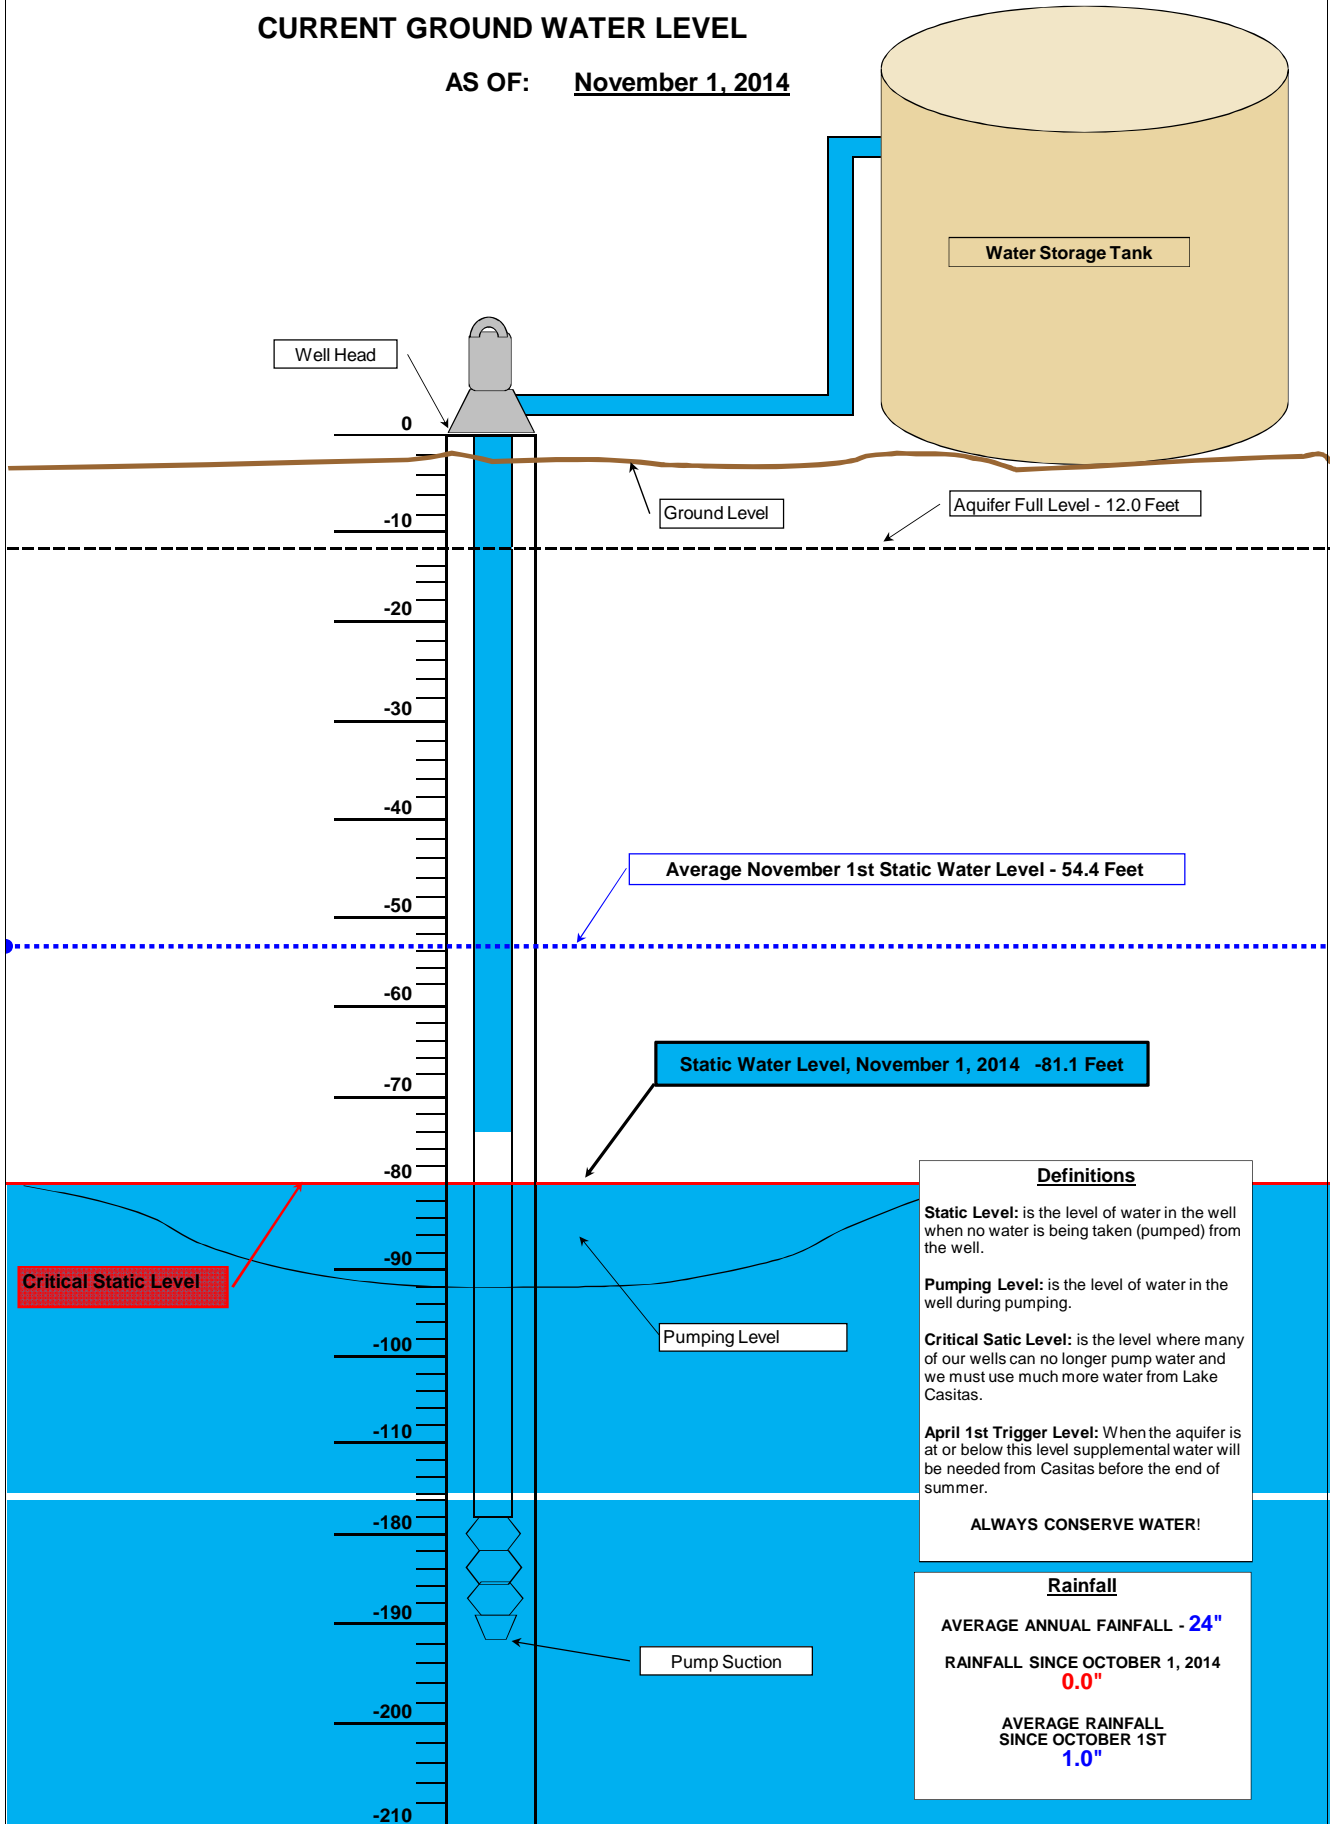 CURRENT GROUND WATER LEVEL
AS OF: November 1, 2014
Water Storage Tank
Well Head
0
Ground Level
Aquifer Full Level - 12.0 Feet
-10
-20
-30
-40
Average November 1st Static Water Level - 54.4 Feet
-50
-60
Static Water Level, November 1, 2014 -81.1 Feet
-70
-80
Definitions
Static Level: is the level of water in the well
when no water is being taken (pumped) from
the well.
Pumping Level: is the level of water in the
well during pumping.
Critical Satic Level: is the level where many
of our wells can no longer pump water and
we must use much more water from Lake
Casitas.
April 1st Trigger Level: When the aquifer is
at or below this level supplemental water will
be needed from Casitas before the end of
summer.
ALWAYS CONSERVE WATER!
-90
Critical Static Level
Pumping Level
-100
-110
-180
-190
Pump Suction
-200
-210
Rainfall
AVERAGE ANNUAL FAINFALL - 24"
RAINFALL SINCE OCTOBER 1, 2014
0.0"
AVERAGE RAINFALL
SINCE OCTOBER 1ST
1.0"